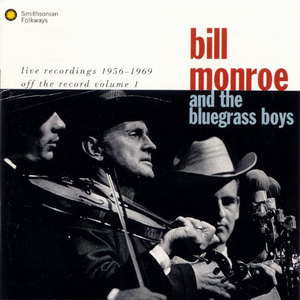 Smithsonian
Folkways
bill
monroe
and the
bluegrass boys
live recordings 1956–1969
off the record volume 1